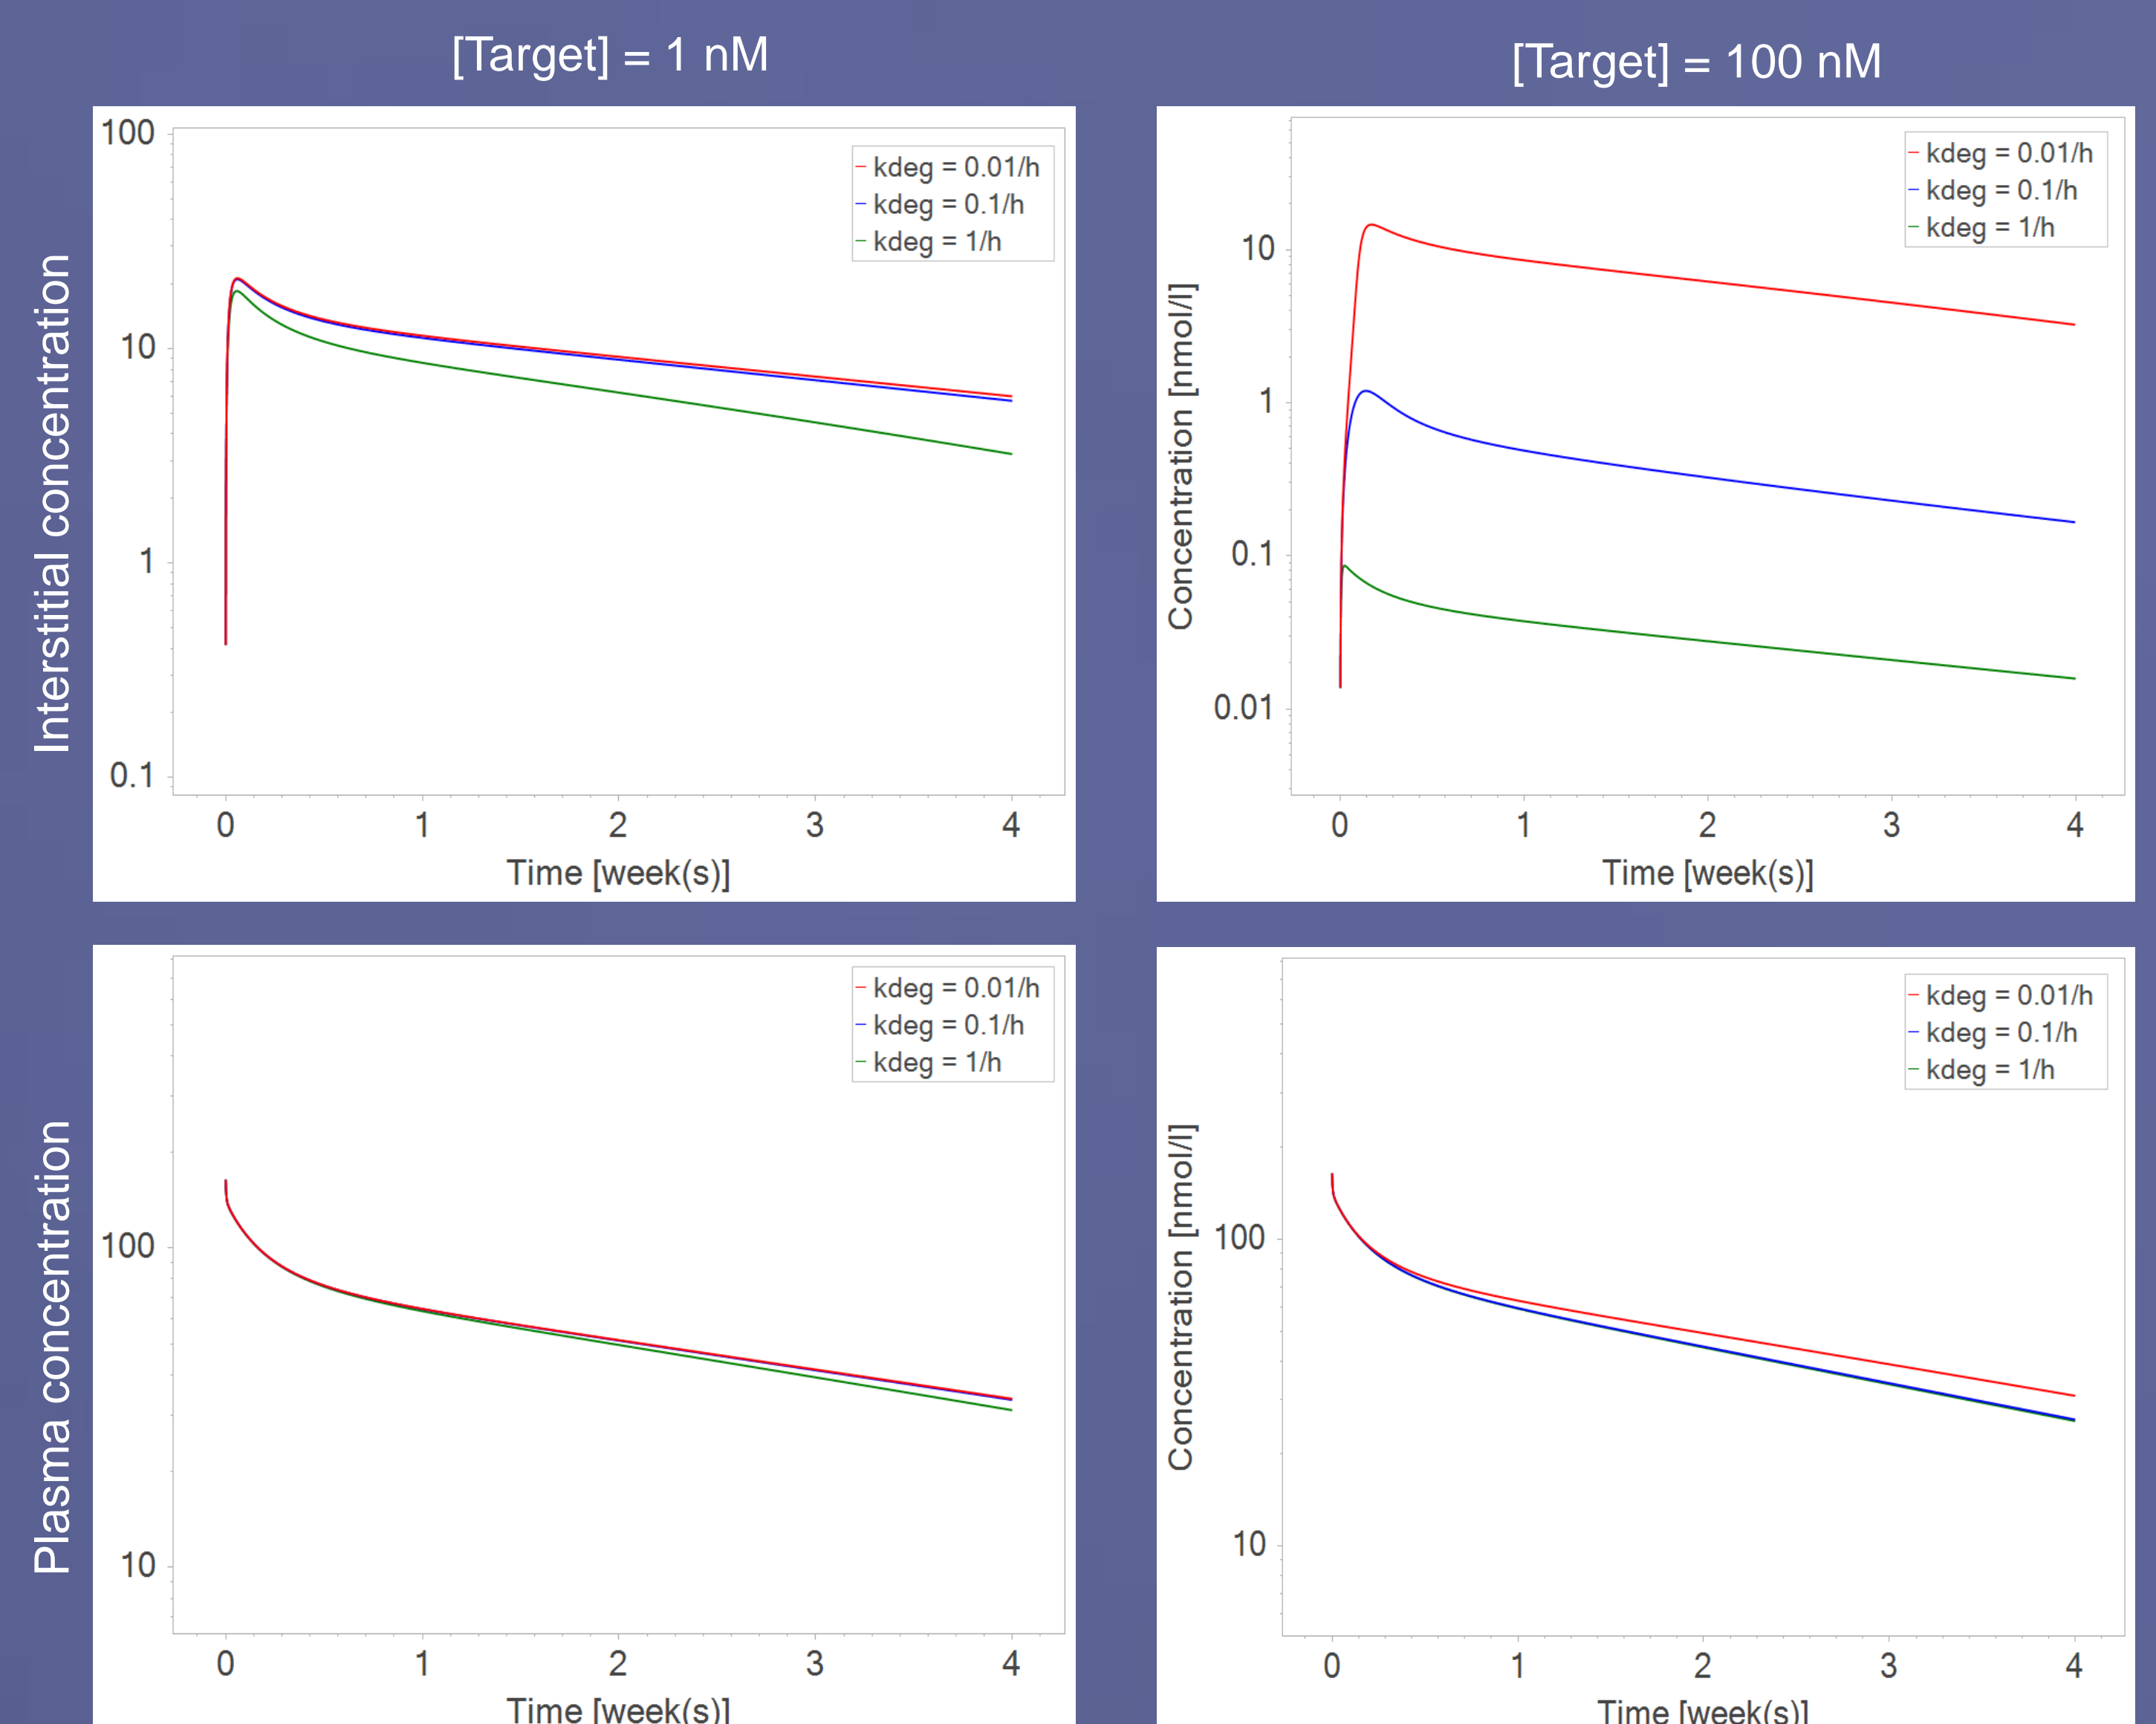 [Target] = 1 nM
[Target] = 100 nM
Interstitial concentration
100
10
1
0.1
kdeg = 0.01/h
kdeg = 0.1/h
kdeg = 1/h
0 1 2 3 4
Time [week(s)]
Concentration [nmol/l]
10
1
0.1
0.01
kdeg = 0.01/h
kdeg = 0.1/h
kdeg = 1/h
0 1 2 3 4
Time [week(s)]
Plasma concentration
100
10
kdeg = 0.01/h
kdeg = 0.1/h
kdeg = 1/h
0 1 2 3 4
Time [week(s)]
Concentration [nmol/l]
100
10
kdeg = 0.01/h
kdeg = 0.1/h
kdeg = 1/h
0 1 2 3 4
Time [week(s)]